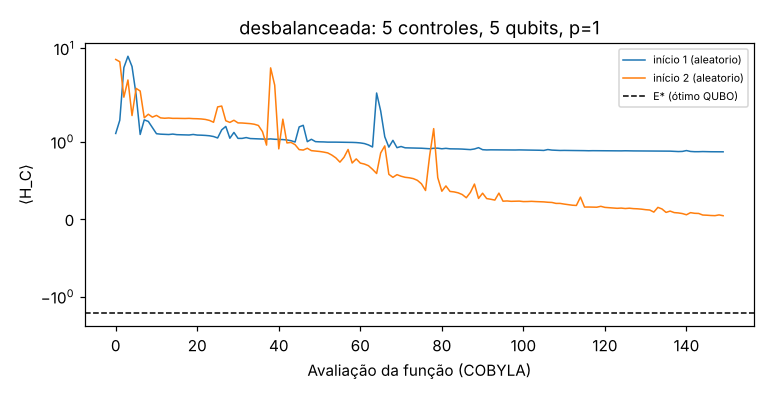 desbalanceada: 5 controles, 5 qubits, p=1
início 1 (aleatorio)
início 2 (aleatorio)
E* (ótimo QUBO)
⟨H_C⟩
10¹
10⁰
0
−10⁰
0 20 40 60 80 100 120 140
Avaliação da função (COBYLA)